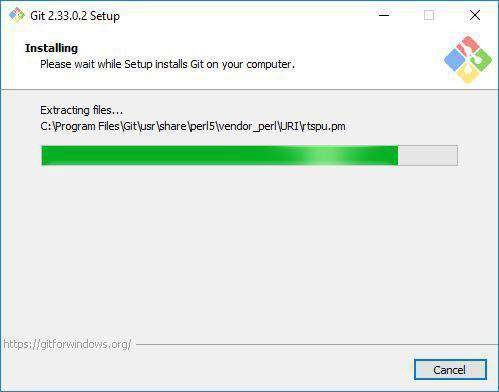 Git 2.33.0.2 Setup
Installing
Please wait while Setup installs Git on your computer.
Extracting files...
C:\Program Files\Git\usr\share\perl5\vendor_perl\URI\rtspu.pm
https://gitforwindows.org/
Cancel